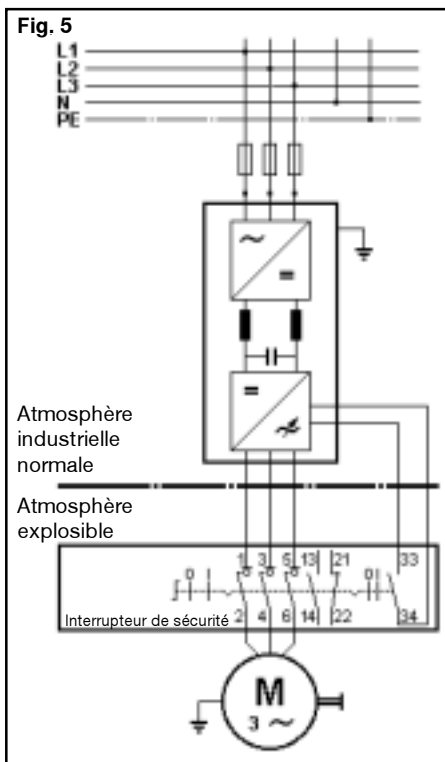 Fig. 5
L1
L2
L3
N
PE
~
=
=
~
Atmosphère
industrielle
normale
Atmosphère
explosible
1 3 5 13 21 33
0 I 0 I
Interrupteur de sécurité 2 4 6 14 22 34
M
3 ~